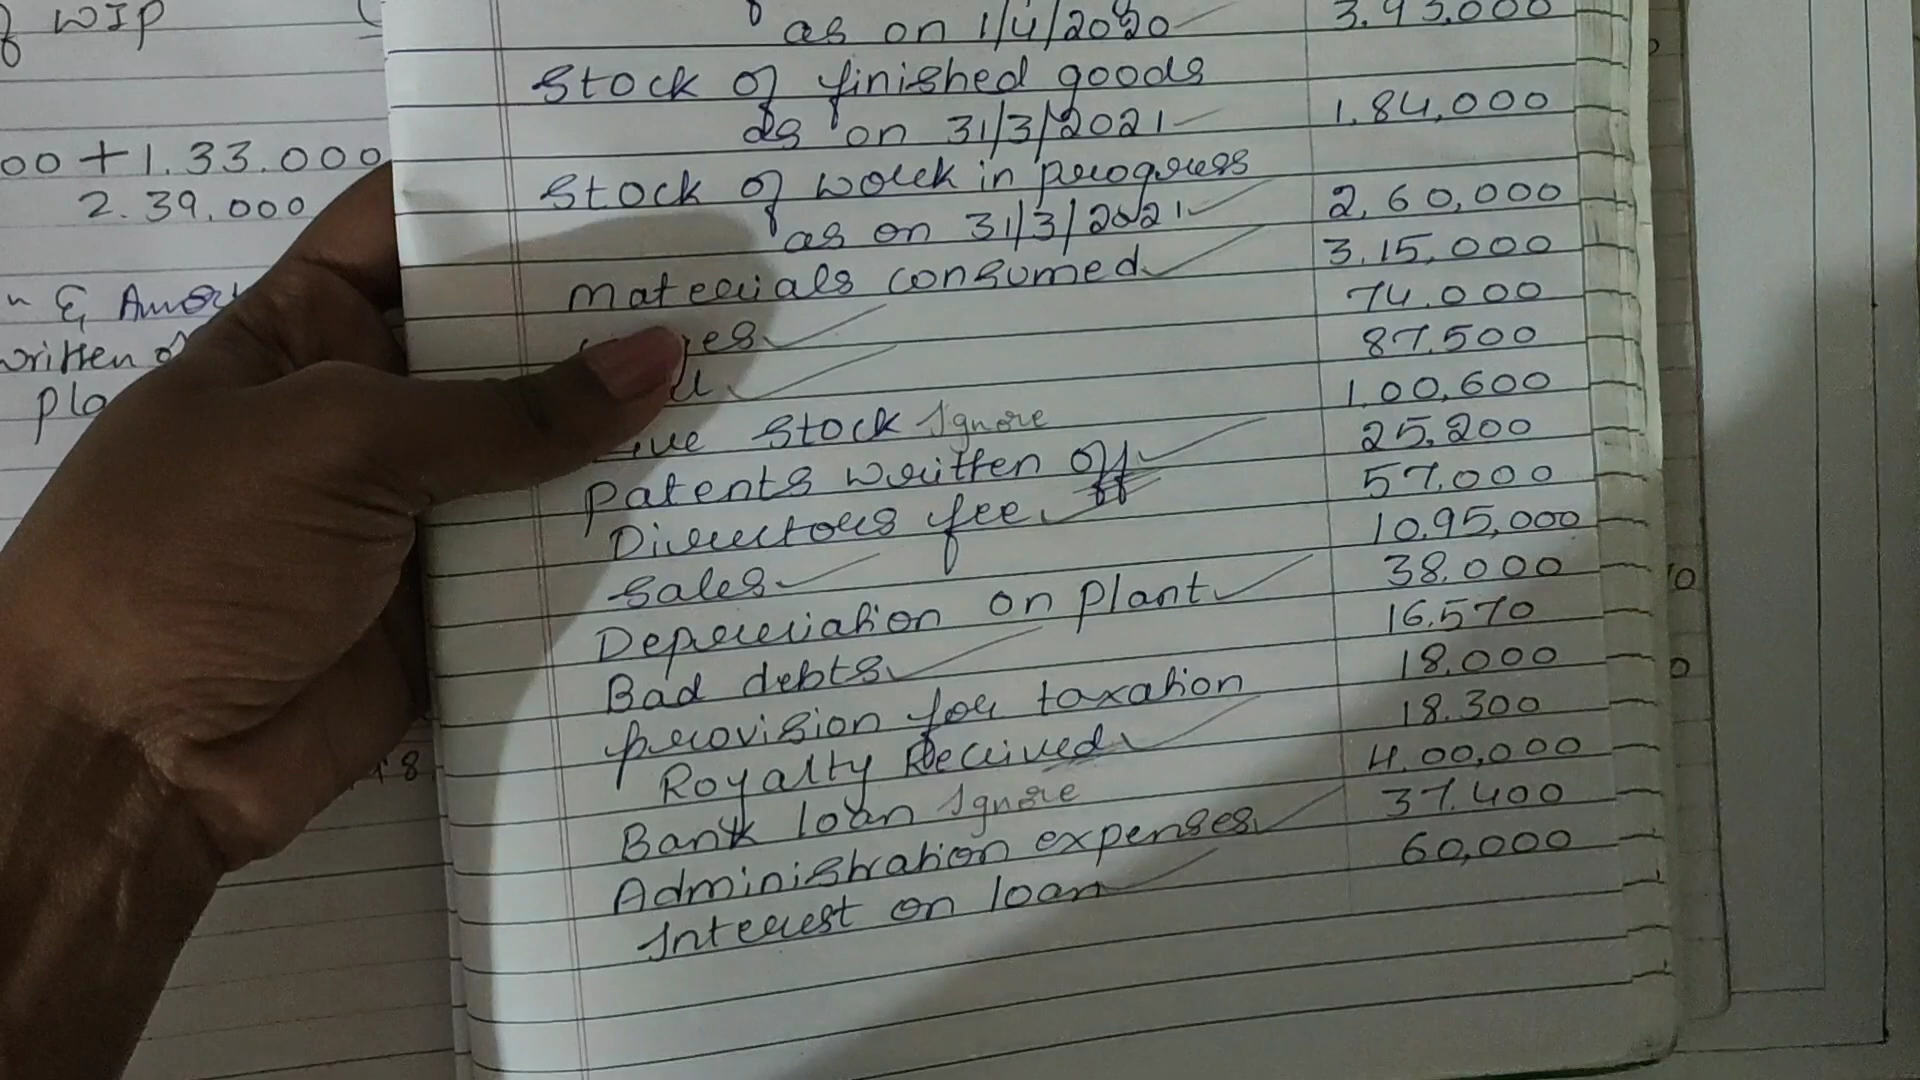 of WIP
00 + 1.33.000
2.39.000
& Amor
written of
pla
as on 1/4/2020
Stock of finished goods
as on 31/3/2021 1,84,000
Stock of work in progress
as on 31/3/2021 2,60,000
Materials consumed 3,15,000
74,000
87,500
Stock Ignore 1,00,600
Patents written off 25,200
Directors fee 57,000
Sales 10,95,000
Depreciation on plant 38,000
Bad debts 16,570
provision for taxation 18,000
Royalty Received 18,300
Bank loan Ignore 4,00,000
Administration expenses 37,400
Interest on loan 60,000